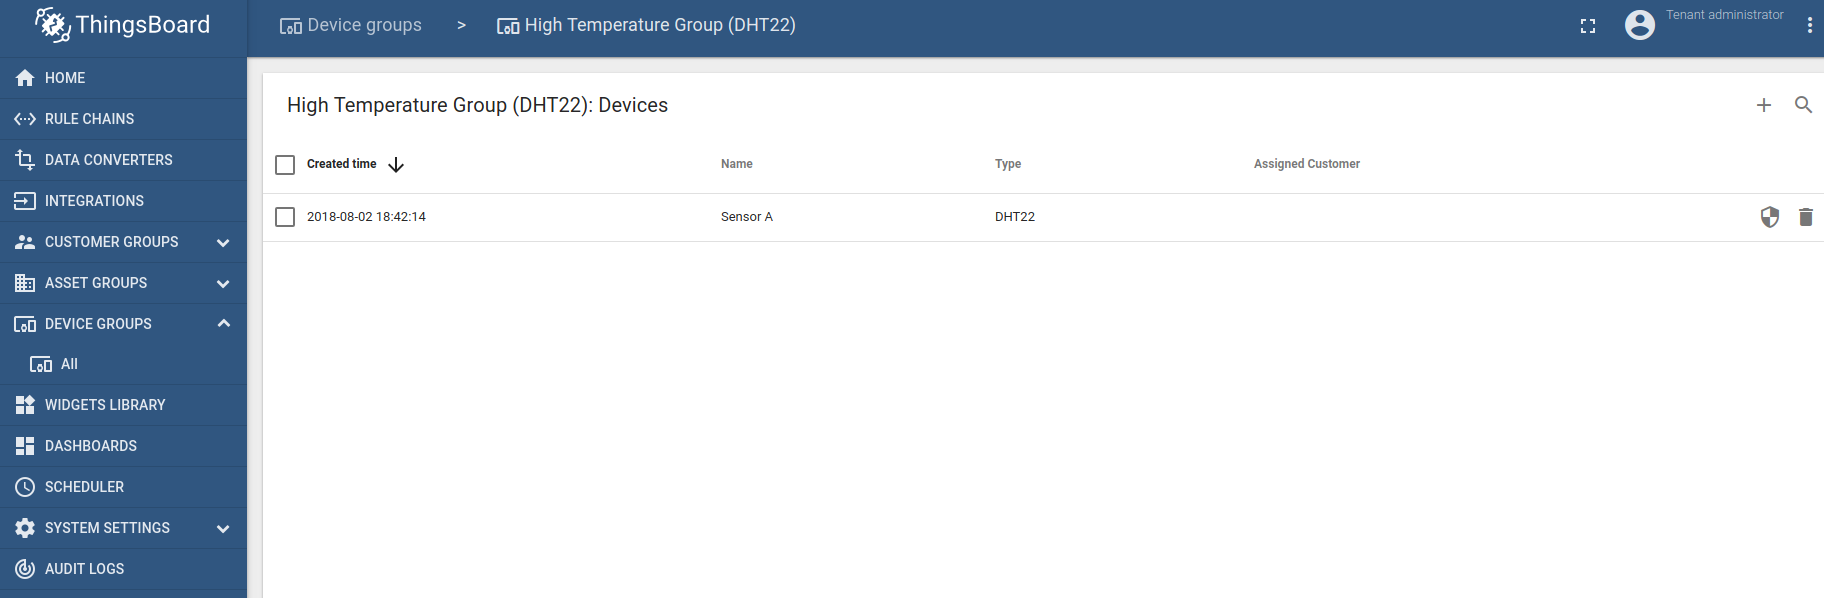 ThingsBoard
Device groups > High Temperature Group (DHT22)
Tenant administrator
HOME
RULE CHAINS
DATA CONVERTERS
INTEGRATIONS
CUSTOMER GROUPS
ASSET GROUPS
DEVICE GROUPS
All
WIDGETS LIBRARY
DASHBOARDS
SCHEDULER
SYSTEM SETTINGS
AUDIT LOGS
High Temperature Group (DHT22): Devices
Created time Name Type Assigned Customer
2018-08-02 18:42:14 Sensor A DHT22